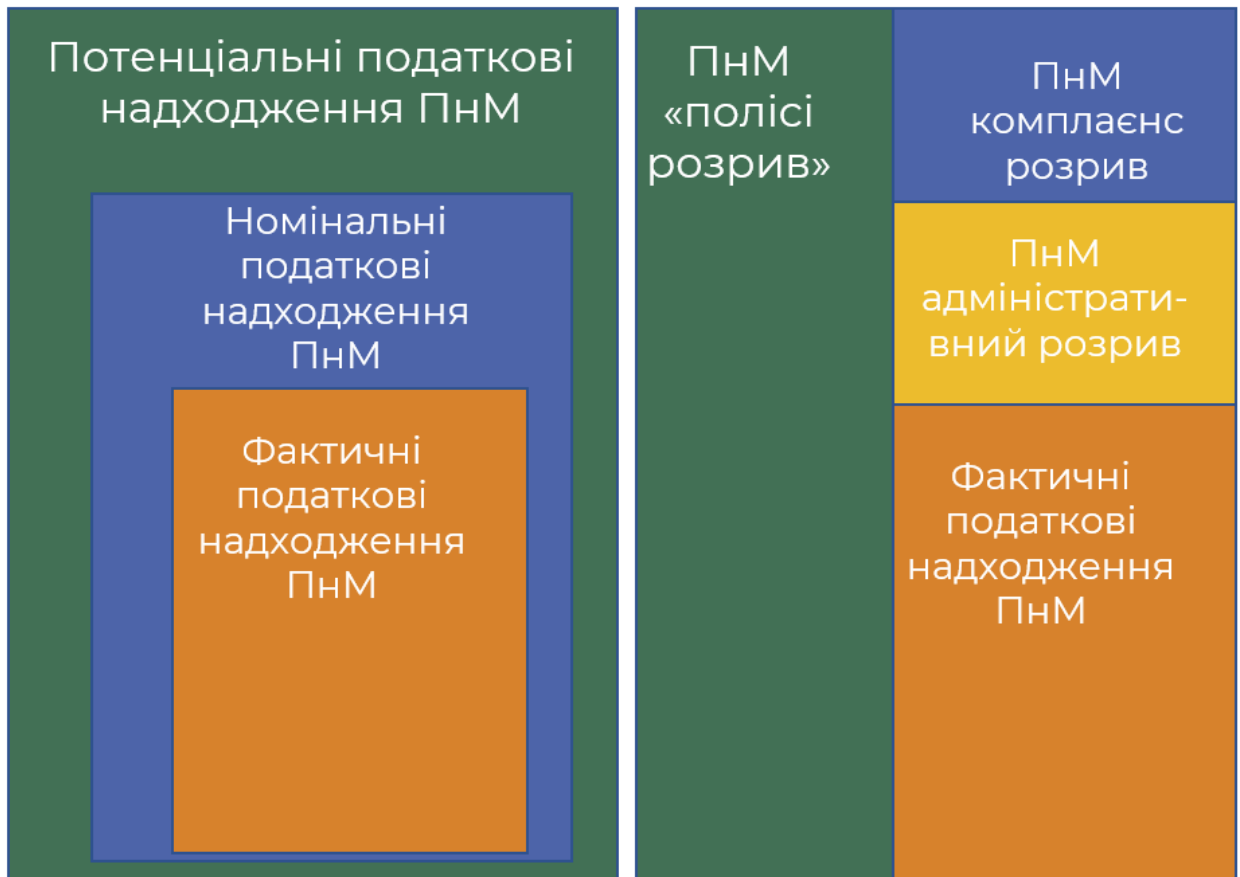 Потенціальні податкові
надходження ПнМ
Номінальні
податкові
надходження
ПнМ
Фактичні
податкові
надходження
ПнМ
ПнМ
«полісі
розрив»
ПнМ
комплаєнс
розрив
ПнМ
адміністрати-
вний розрив
Фактичні
податкові
надходження
ПнМ